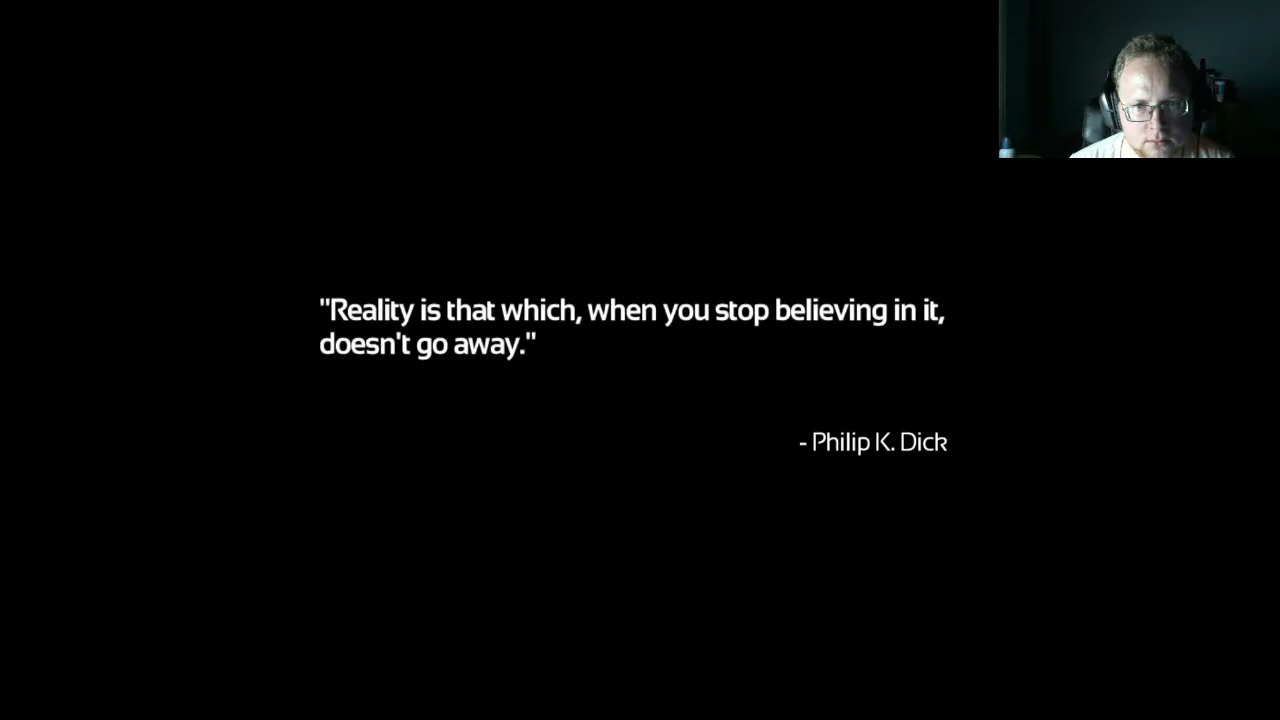 "Reality is that which, when you stop believing in it,
doesn't go away."
- Philip K. Dick